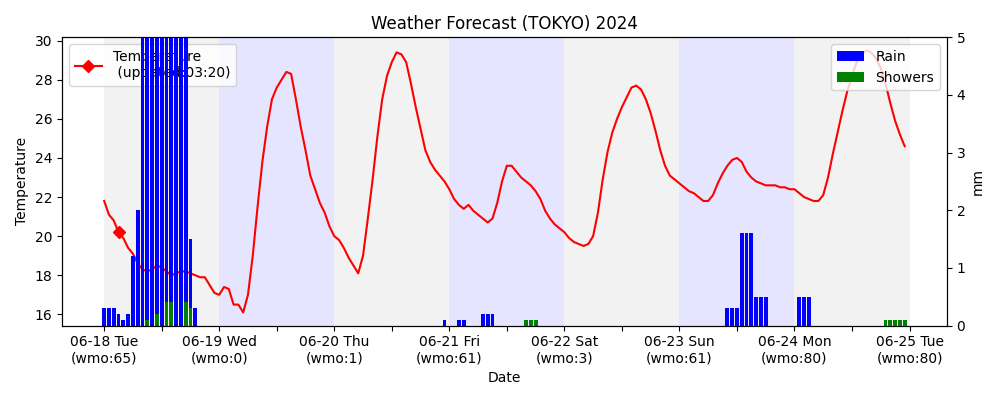 Weather Forecast (TOKYO) 2024
Temperature
(updated 03:20)
Rain
Showers
30
28
26
24
22
20
18
16
Temperature
5
4
3
2
1
0
mm
06-18 Tue
(wmo:65)
06-19 Wed
(wmo:0)
06-20 Thu
(wmo:1)
06-21 Fri
(wmo:61)
06-22 Sat
(wmo:3)
06-23 Sun
(wmo:61)
06-24 Mon
(wmo:80)
06-25 Tue
(wmo:80)
Date